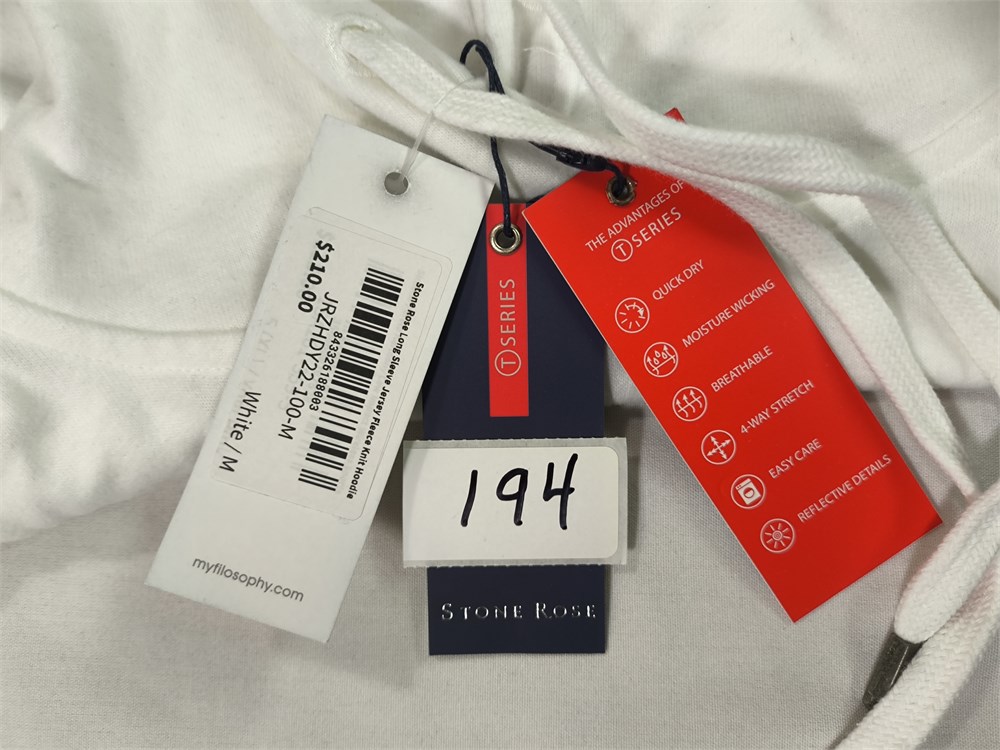 Stone Rose Long Sleeve Jersey Fleece Knit Hoodie
843326188003
JRZHDY22-100-M
$210.00
White / M
myfilosophy.com
T SERIES
194
STONE ROSE
THE ADVANTAGES OF
T SERIES
QUICK DRY
MOISTURE WICKING
BREATHABLE
4-WAY STRETCH
EASY CARE
REFLECTIVE DETAILS